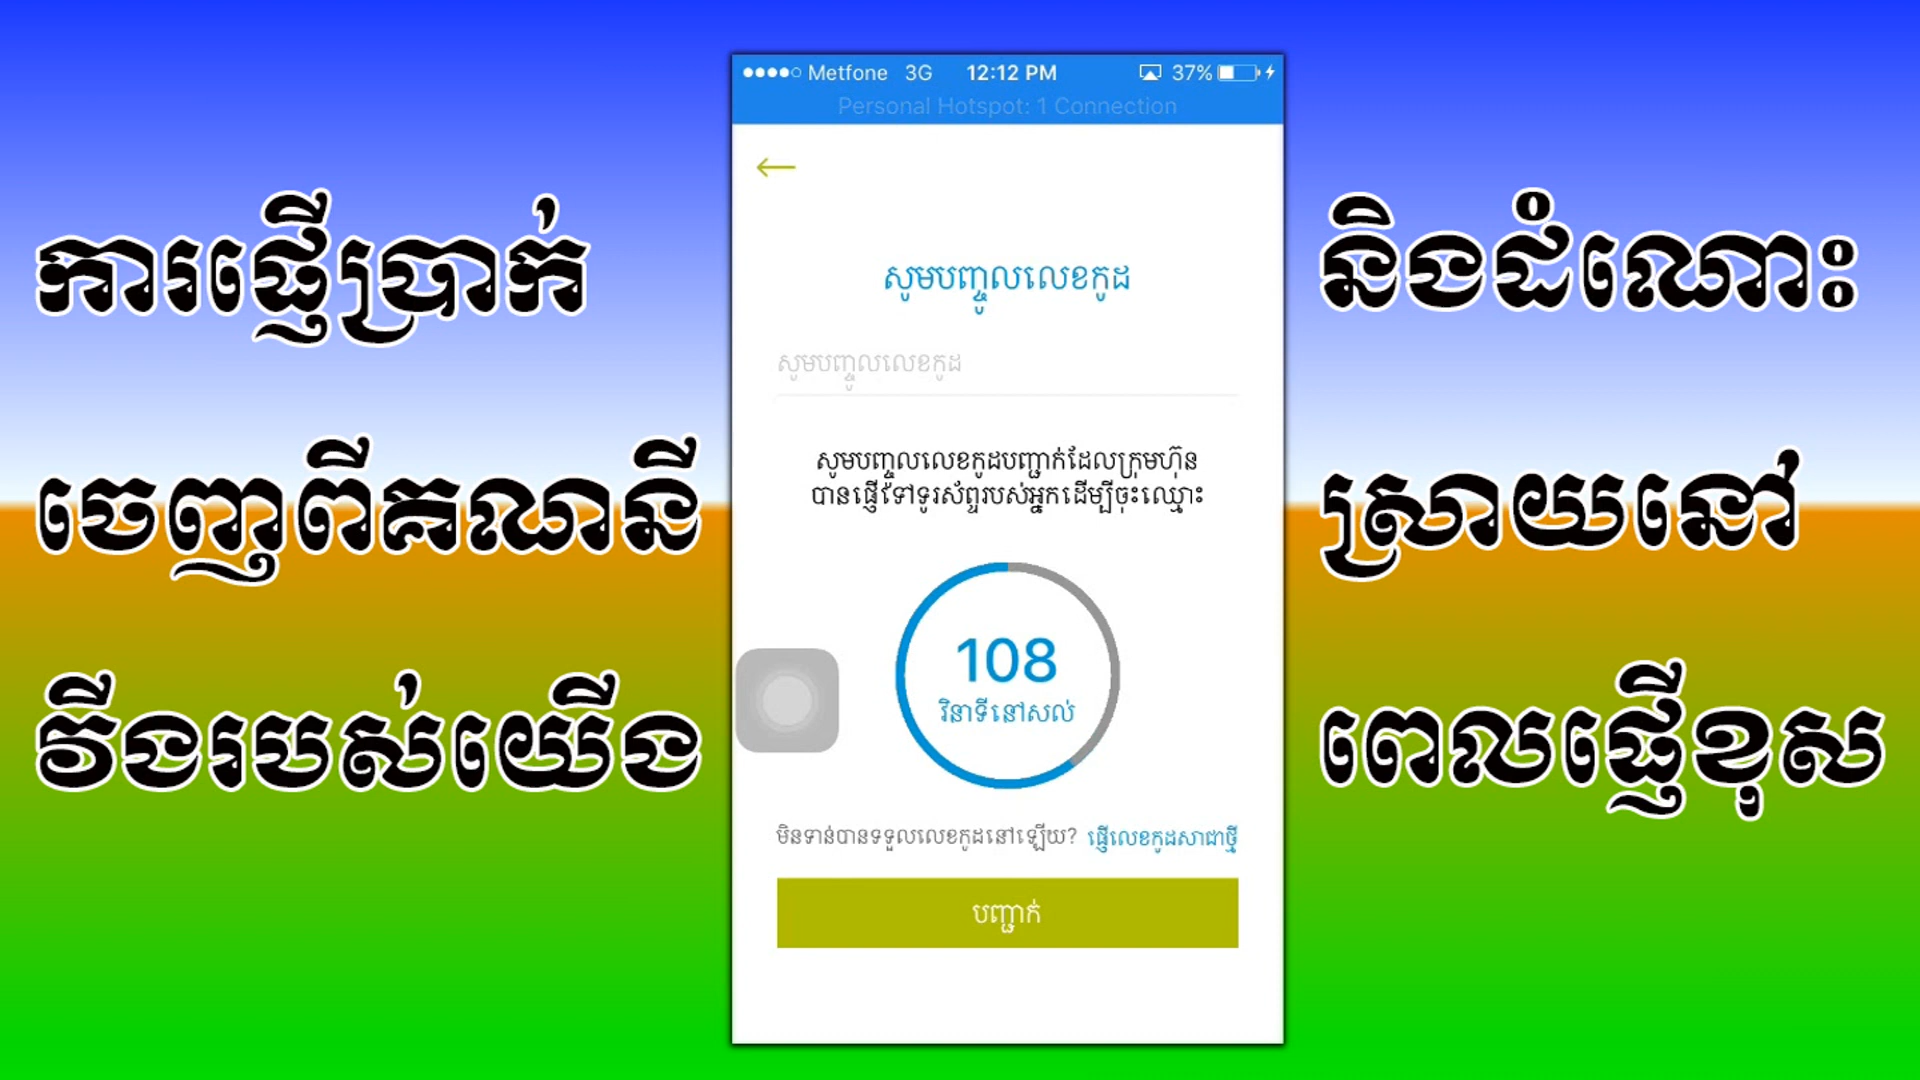 ការផ្ញើប្រាក់
ចេញពីគណនី
វីងរបស់យើង
Metfone 3G 12:12 PM 37%
Personal Hotspot: 1 Connection
សូមបញ្ចូលលេខកូដ
សូមបញ្ចូលលេខកូដ
សូមបញ្ចូលលេខកូដបញ្ជាក់ដែលក្រុមហ៊ុន
បានផ្ញើទៅទូរស័ព្ទរបស់អ្នកដើម្បីចុះឈ្មោះ
108
វិនាទីនៅសល់
មិនទាន់បានទទួលលេខកូដនៅឡើយ? ផ្ញើលេខកូដសាជាថ្មី
បញ្ជាក់
និងដំណោះ
ស្រាយនៅ
ពេលផ្ញើខុស